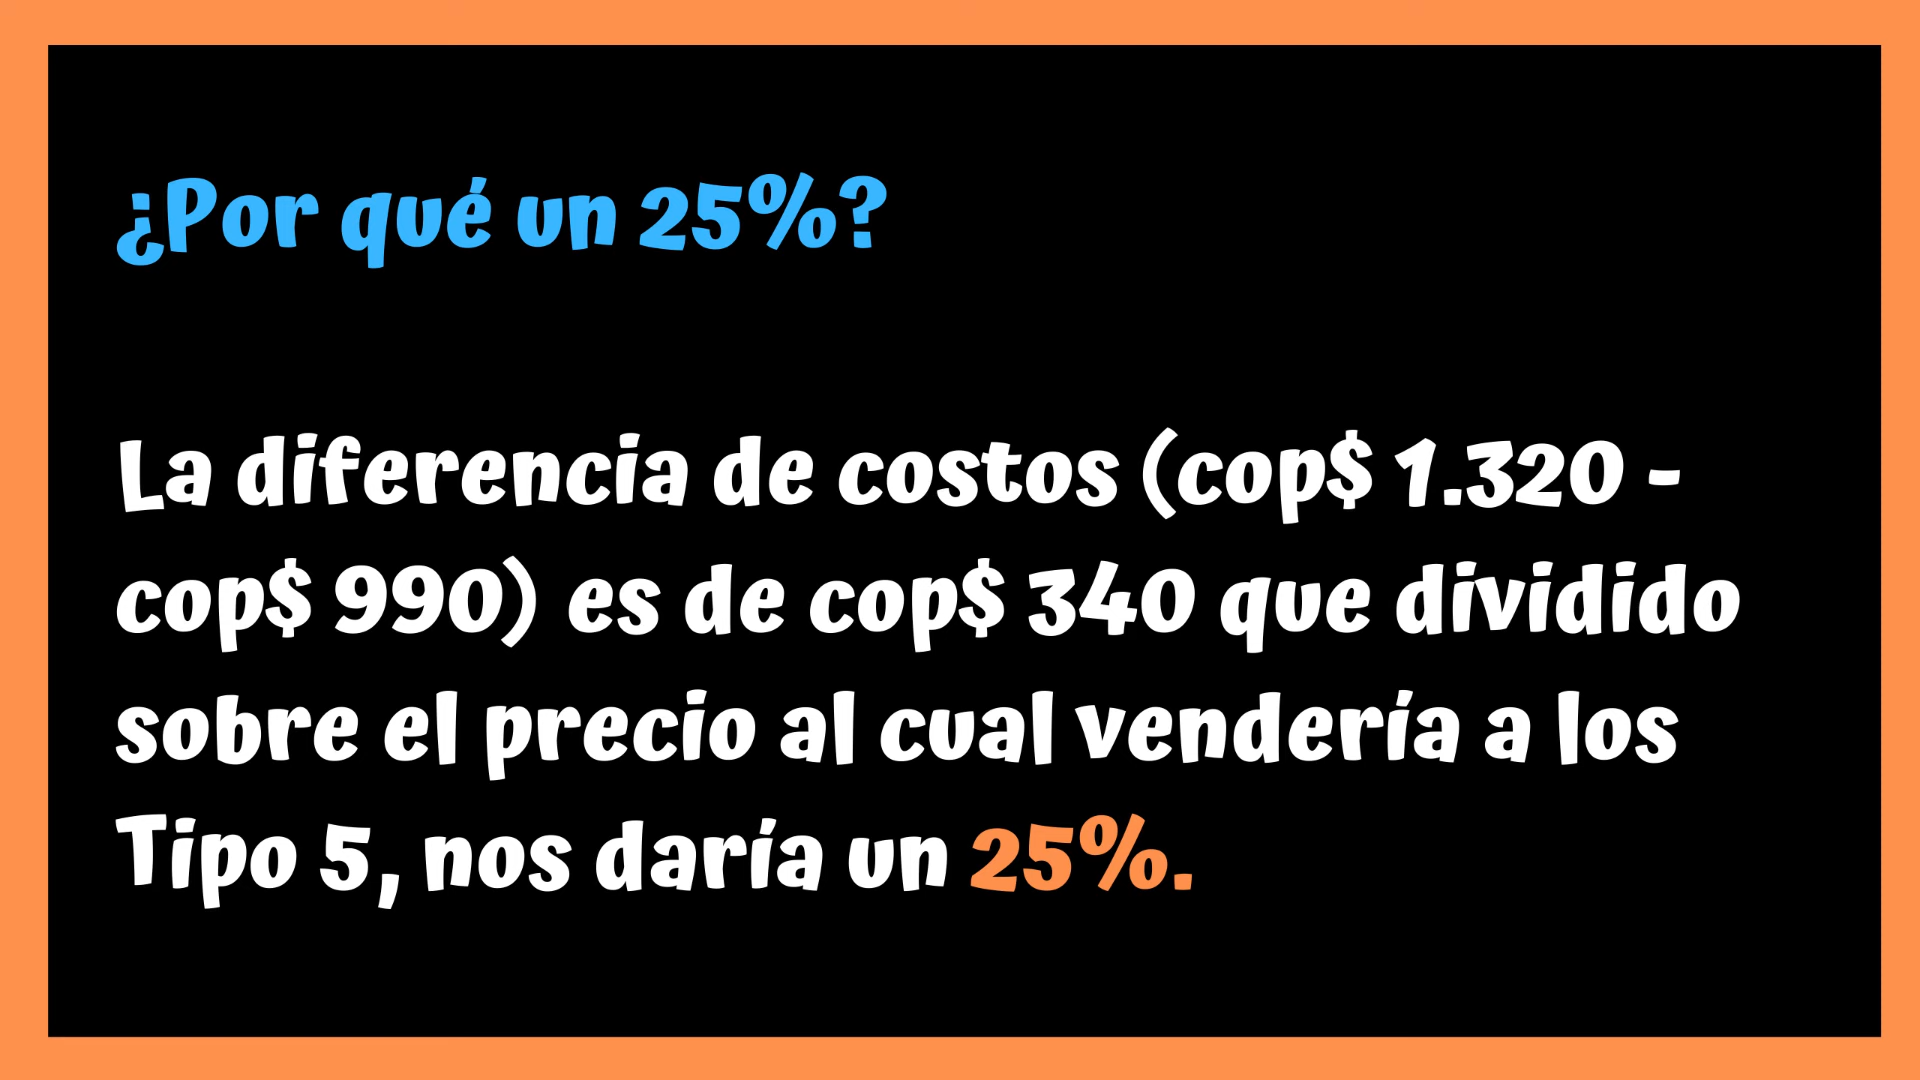 ¿Por qué un 25%?
La diferencia de costos (cop$ 1.320 -
cop$ 990) es de cop$ 340 que dividido
sobre el precio al cual vendería a los
Tipo 5, nos daría un 25%.